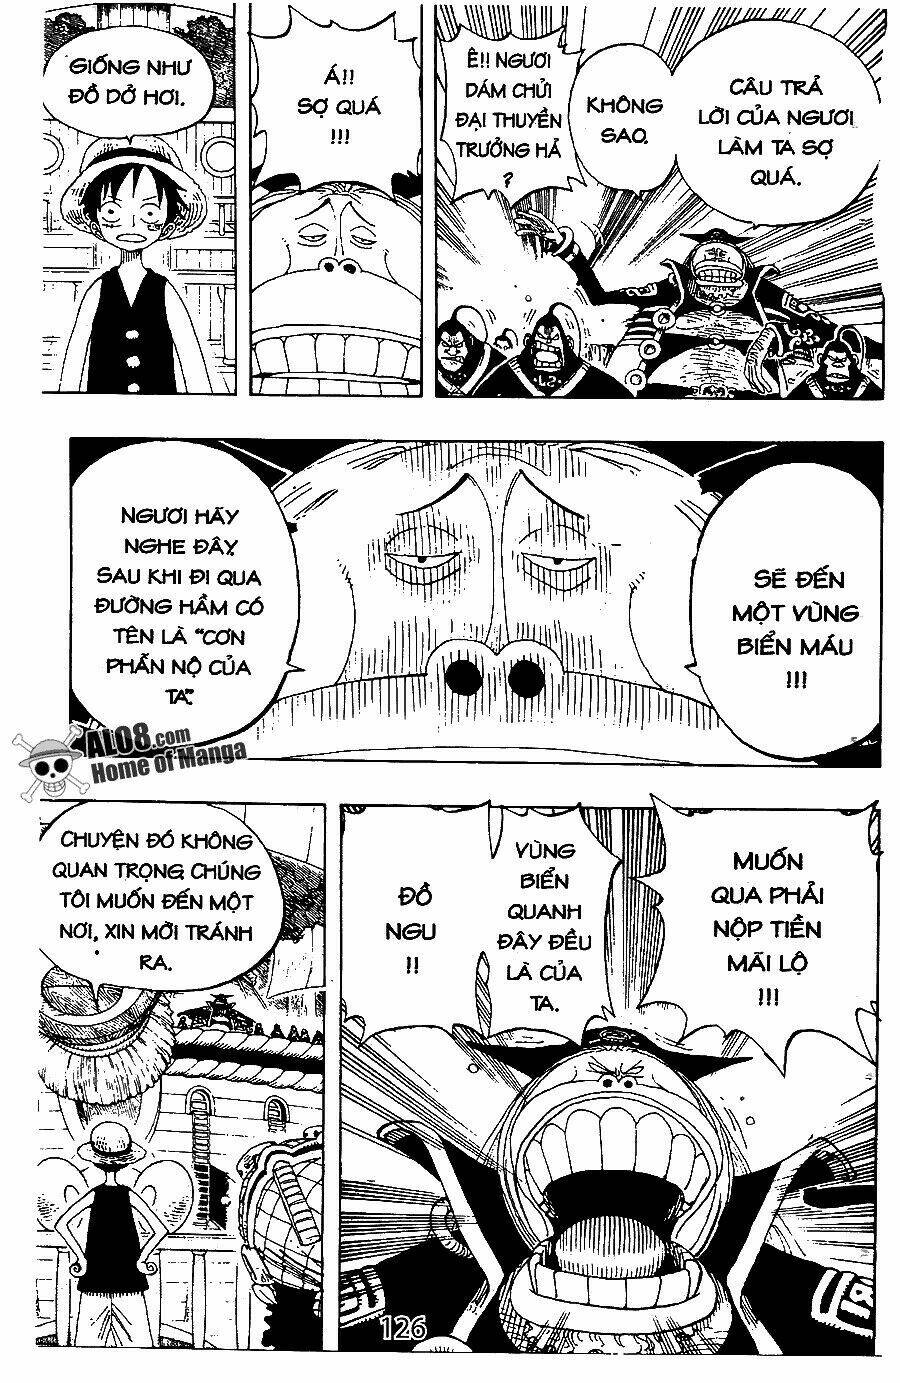 GIỐNG NHƯ
ĐỒ DỞ HƠI.
Á!!
SỢ QUÁ
!!!
Ê!! NGƯƠI
DÁM CHỬI
ĐẠI THUYỀN
TRƯỞNG HẢ
?
KHÔNG
SAO.
CÂU TRẢ
LỜI CỦA NGƯƠI
LÀM TA SỢ
QUÁ.
NGƯƠI HÃY
NGHE ĐÂY.
SAU KHI ĐI QUA
ĐƯỜNG HẦM CÓ
TÊN LÀ “CƠN
PHẪN NỘ CỦA
TA”.
SẼ ĐẾN
MỘT VÙNG
BIỂN MÁU
!!!
AL08.com
Home of Manga
CHUYỆN ĐÓ KHÔNG
QUAN TRỌNG CHÚNG
TÔI MUỐN ĐẾN MỘT
NƠI, XIN MỜI TRÁNH
RA.
ĐỒ
NGU
!!
VÙNG
BIỂN
QUANH
ĐÂY ĐỀU
LÀ CỦA
TA.
MUỐN
QUA PHẢI
NỘP TIỀN
MÃI LỘ
!!!
126